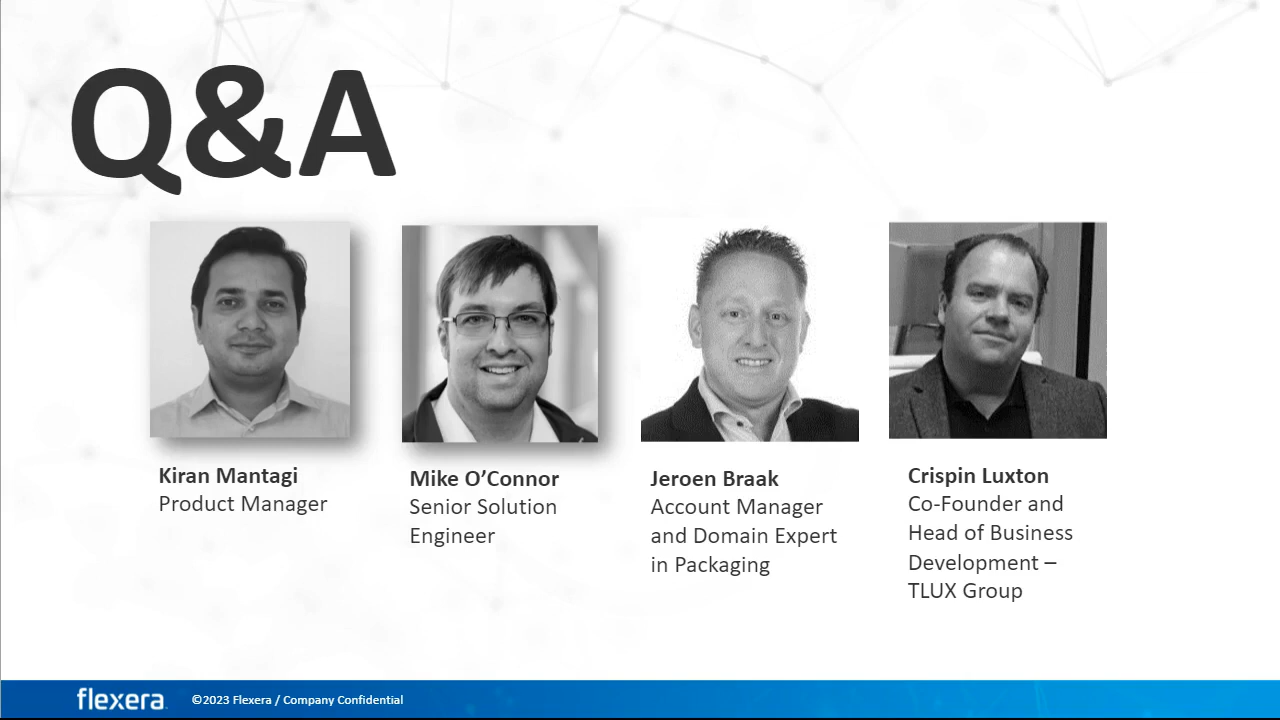 Q&A
Kiran Mantagi
Product Manager
Mike O’Connor
Senior Solution
Engineer
Jeroen Braak
Account Manager
and Domain Expert
in Packaging
Crispin Luxton
Co-Founder and
Head of Business
Development –
TLUX Group
flexera
©2023 Flexera / Company Confidential